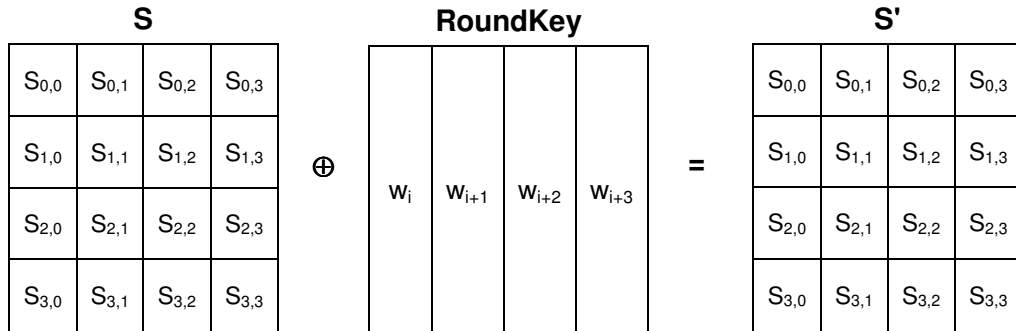 S RoundKey S'
S₀,₀ S₀,₁ S₀,₂ S₀,₃ S₀,₀ S₀,₁ S₀,₂ S₀,₃
S₁,₀ S₁,₁ S₁,₂ S₁,₃ S₁,₀ S₁,₁ S₁,₂ S₁,₃
⊕ wᵢ wᵢ₊₁ wᵢ₊₂ wᵢ₊₃ =
S₂,₀ S₂,₁ S₂,₂ S₂,₃ S₂,₀ S₂,₁ S₂,₂ S₂,₃
S₃,₀ S₃,₁ S₃,₂ S₃,₃ S₃,₀ S₃,₁ S₃,₂ S₃,₃